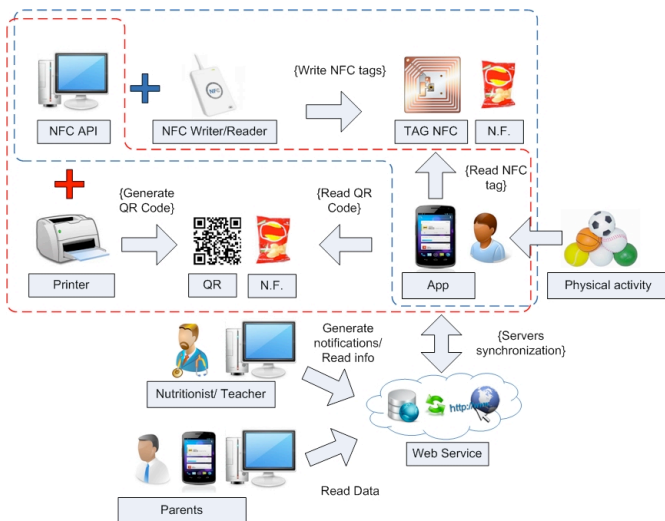 {Write NFC tags}
NFC
NFC API
NFC Writer/Reader
TAG NFC
N.F.
{Generate
QR Code}
{Read QR
Code}
{Read NFC
tag}
Printer
QR
N.F.
App
Physical activity
Generate
notifications/
Read info
{Servers
synchronization}
Nutritionist/ Teacher
http://
Web Service
Parents
Read Data